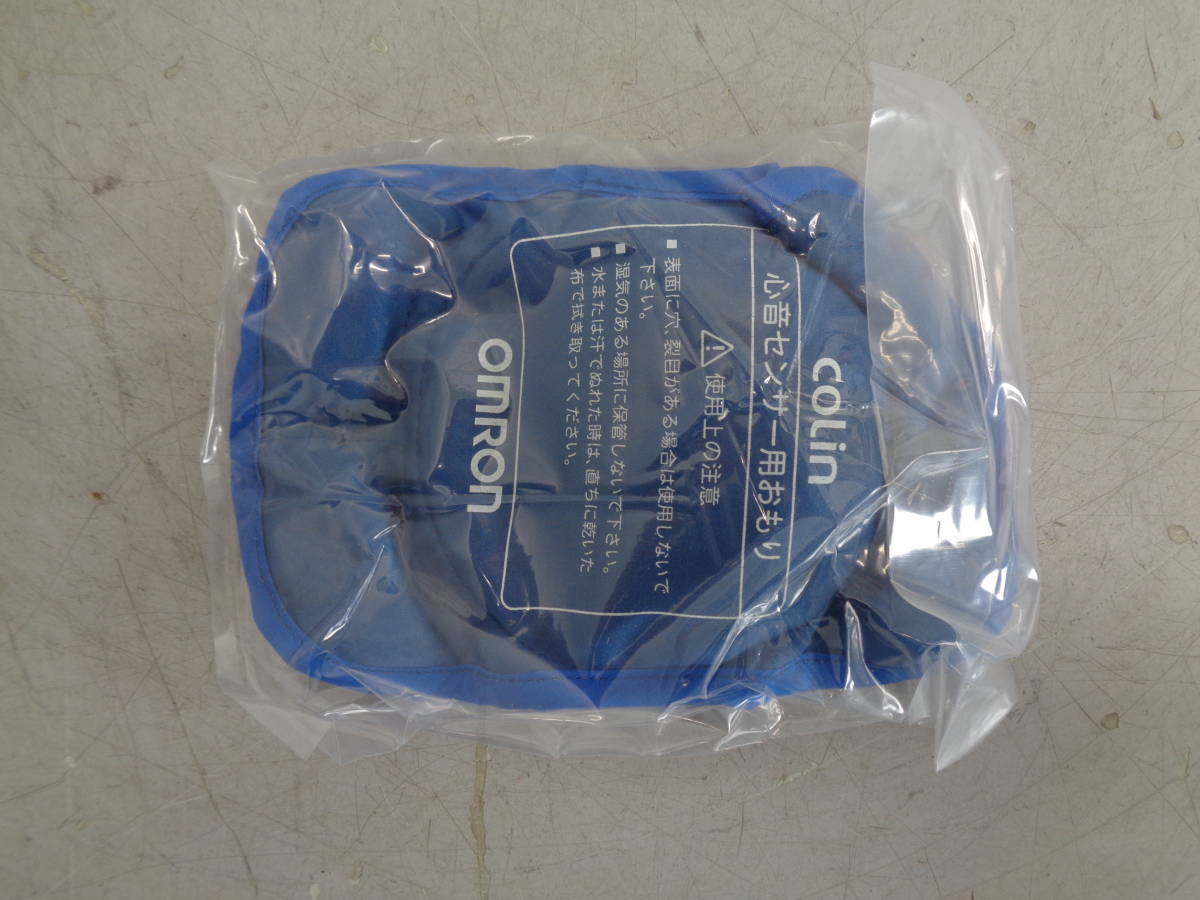 COLin
心音センサー用おもり
⚠ 使用上の注意
■ 表面に穴、裂目がある場合は使用しないで
下さい。
■ 湿気のある場所に保管しないで下さい。
■ 水または汗でぬれた時は、直ちに乾いた
布で拭き取ってください。
OMRON